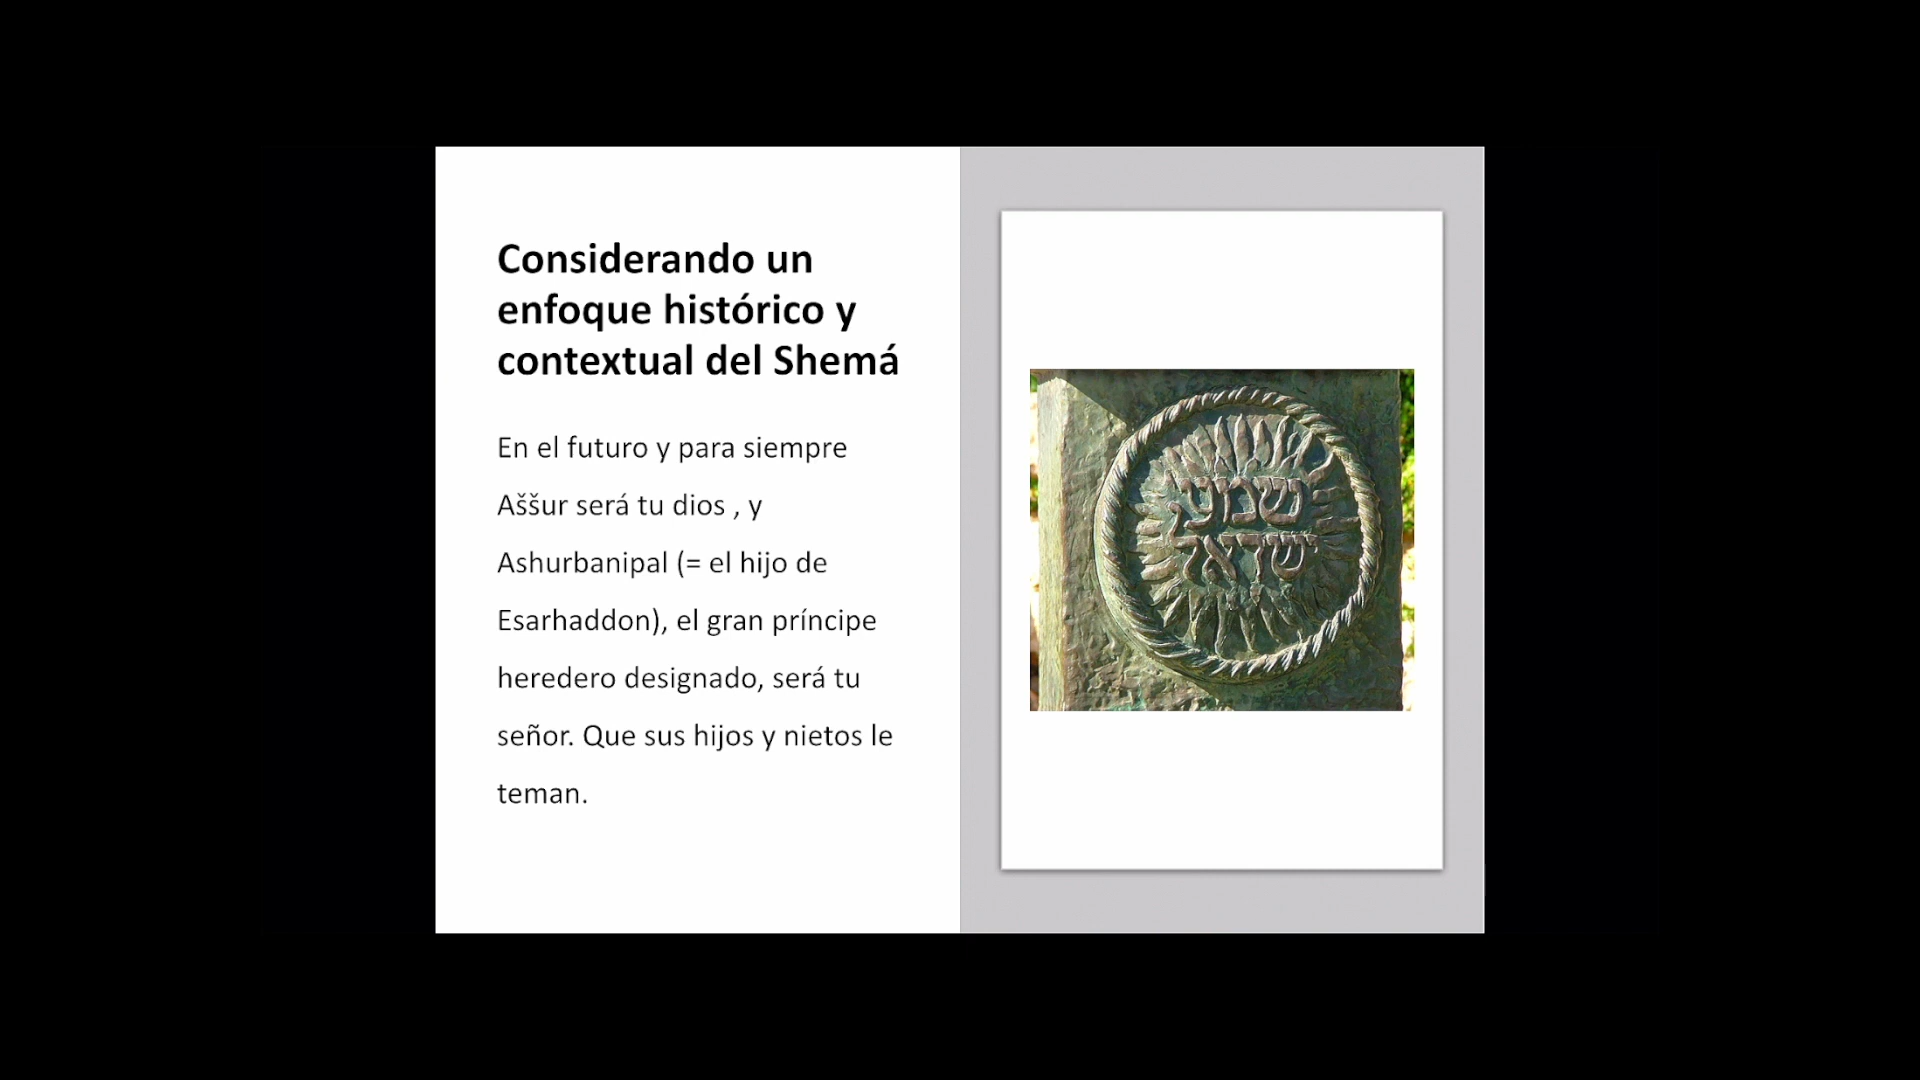 Considerando un
enfoque histórico y
contextual del Shemá
En el futuro y para siempre
Aššur será tu dios , y
Ashurbanipal (= el hijo de
Esarhaddon), el gran príncipe
heredero designado, será tu
señor. Que sus hijos y nietos le
teman.
שמע
ישראל